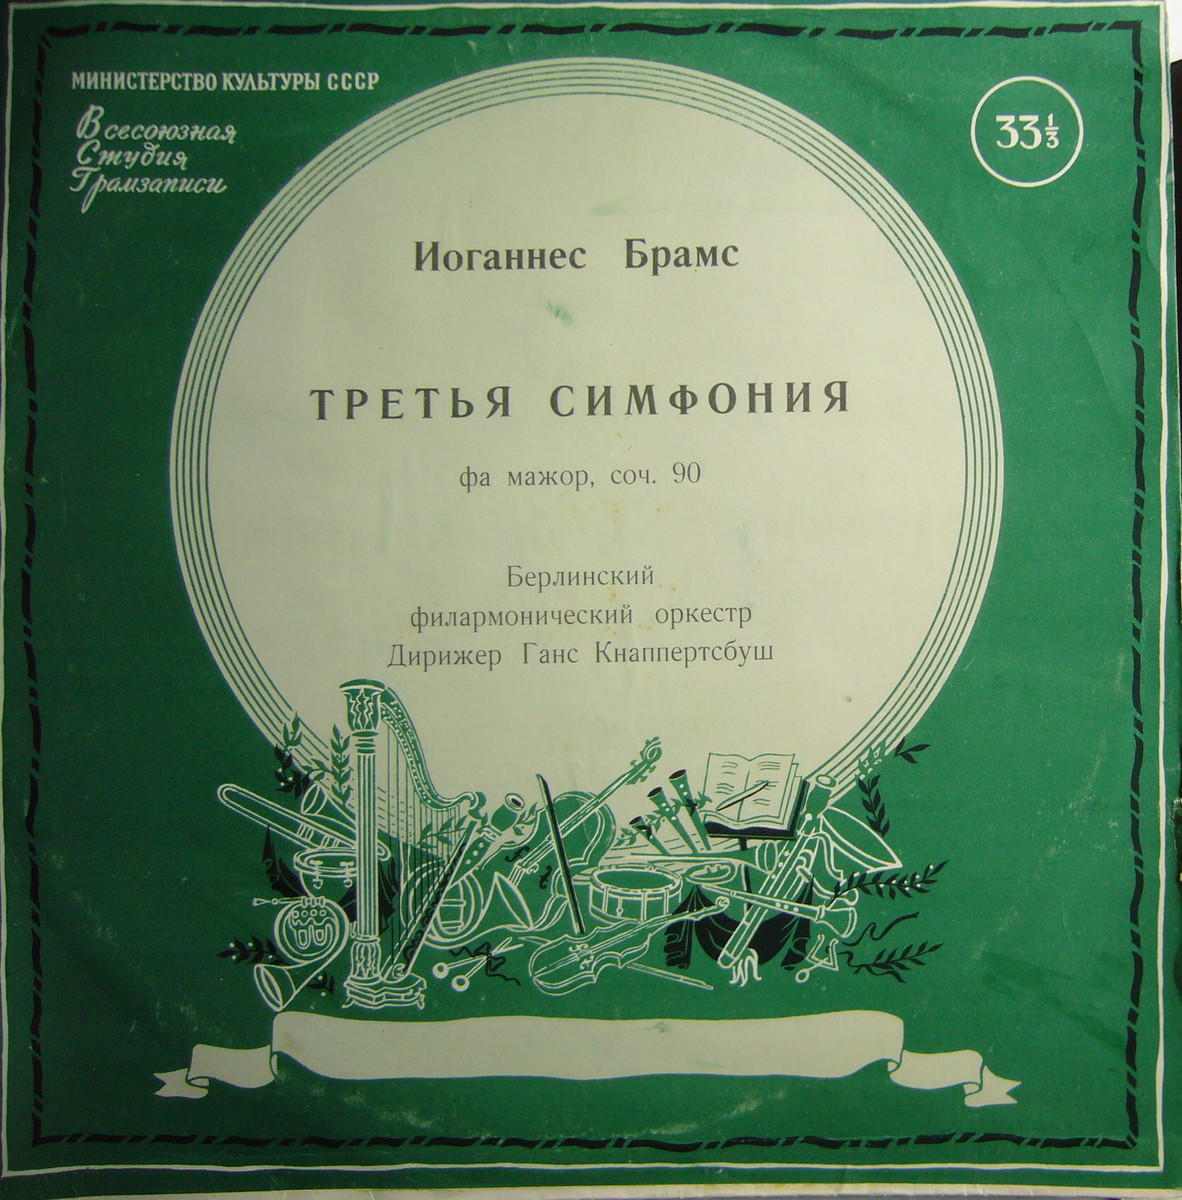 МИНИСТЕРСТВО КУЛЬТУРЫ СССР
Всесоюзная
Студия
Грамзаписи
33⅓
Иоганнес Брамс
ТРЕТЬЯ СИМФОНИЯ
фа мажор, соч. 90
Берлинский
филармонический оркестр
Дирижер Ганс Кнаппертсбуш